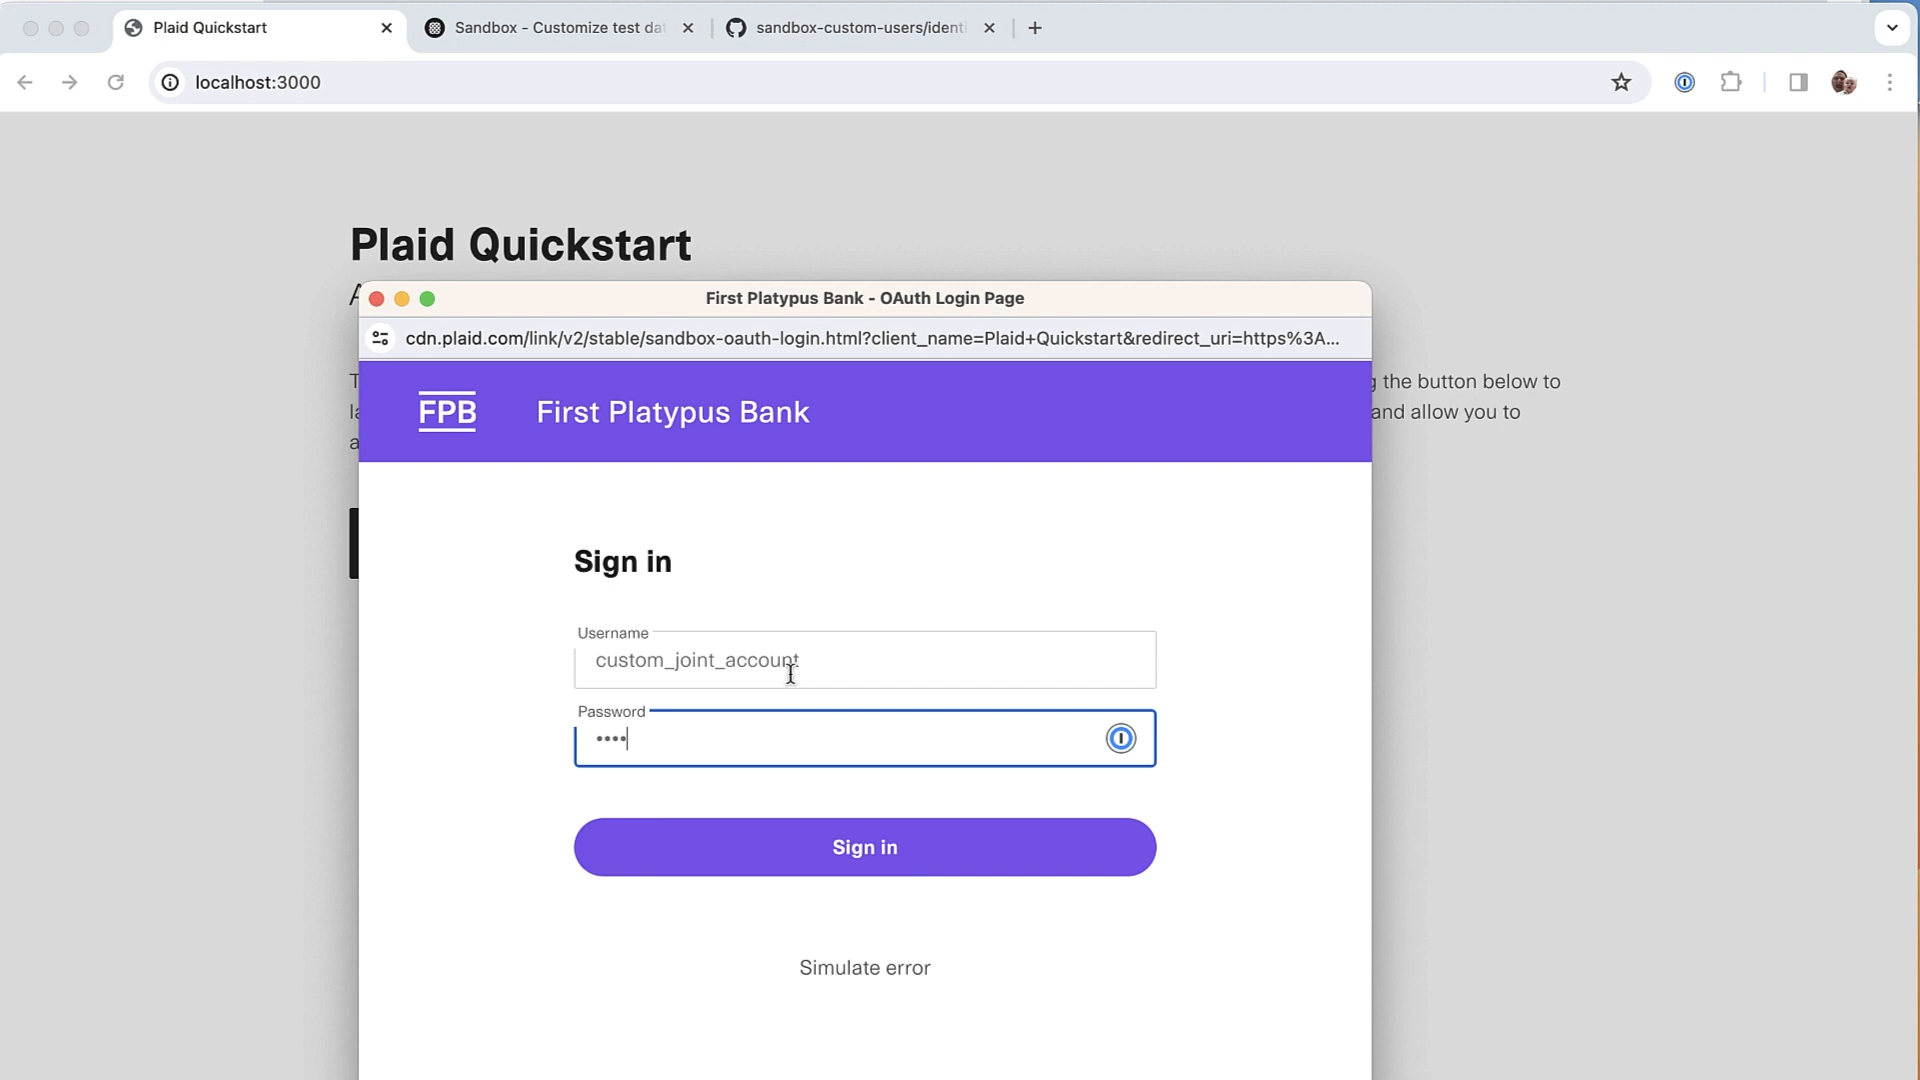 Plaid Quickstart
Sandbox - Customize test da
sandbox-custom-users/identi
localhost:3000
Plaid Quickstart
First Platypus Bank - OAuth Login Page
cdn.plaid.com/link/v2/stable/sandbox-oauth-login.html?client_name=Plaid+Quickstart&redirect_uri=https%3A...
FPB First Platypus Bank
the button below to
and allow you to
Sign in
Username
custom_joint_account
Password
••••
Sign in
Simulate error